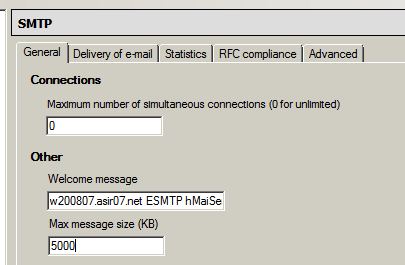 SMTP
General Delivery of e-mail Statistics RFC compliance Advanced
Connections
Maximum number of simultaneous connections (0 for unlimited)
0
Other
Welcome message
w200807.asir07.net ESMTP hMaiSe
Max message size (KB)
5000